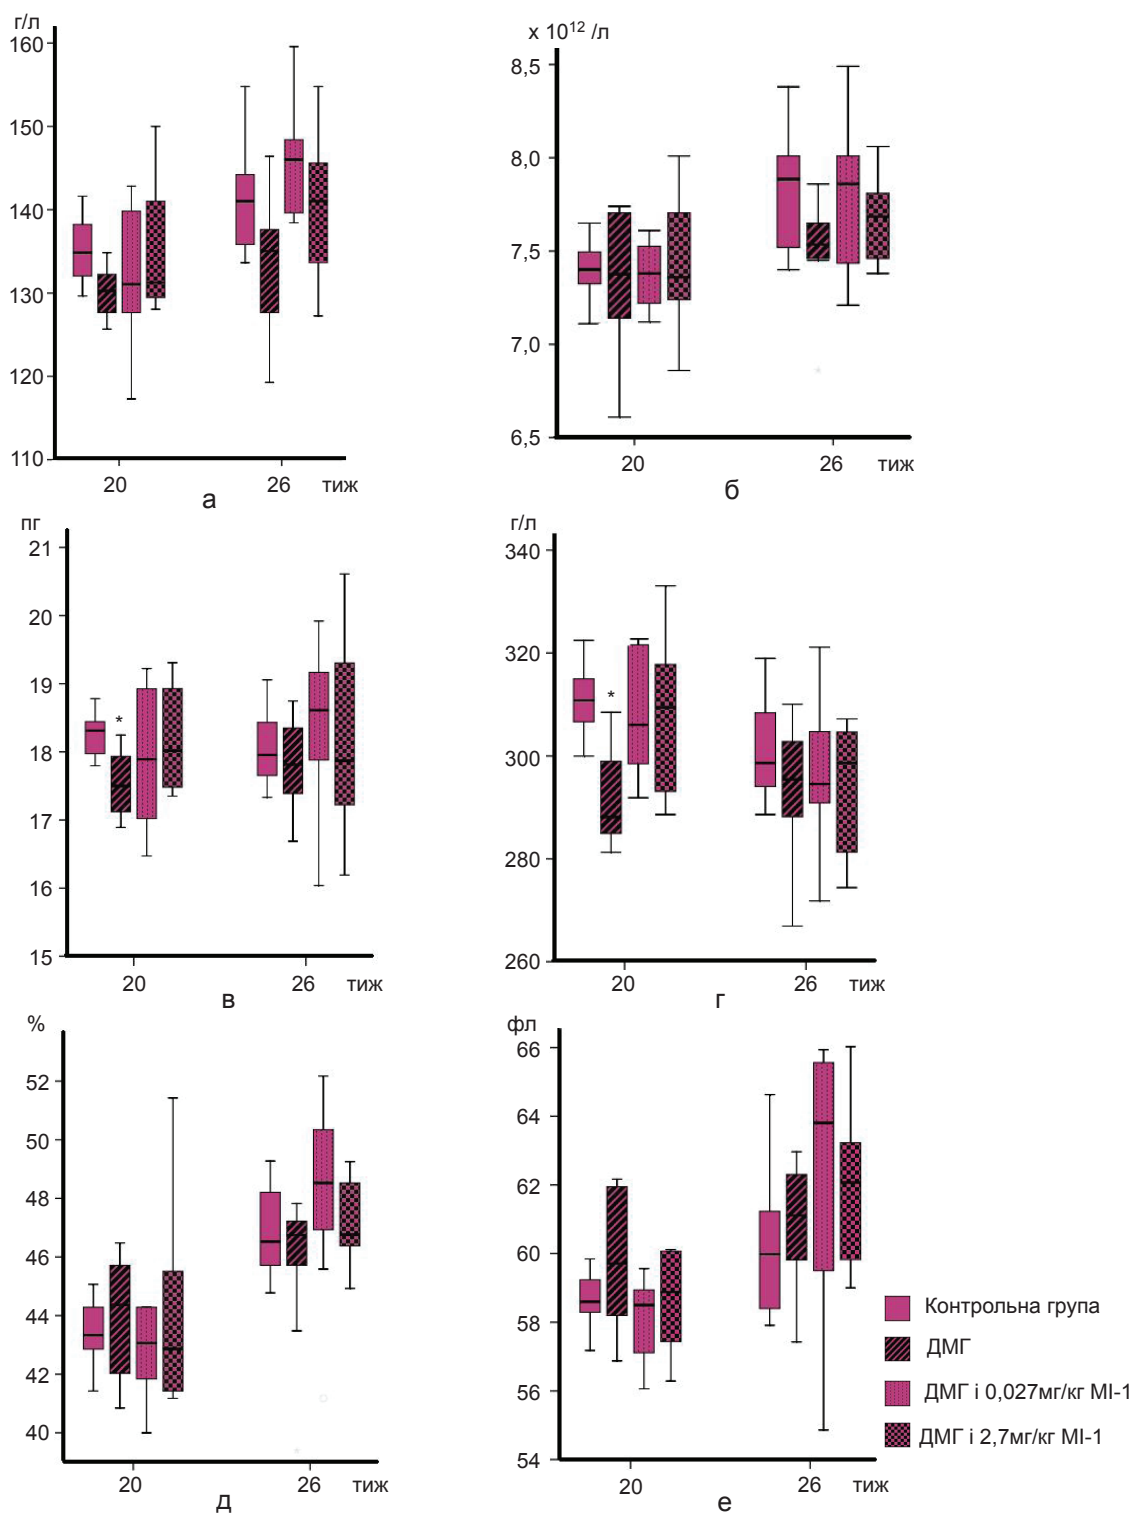 г/л
160
150
140
130
120
110
20
26
тиж
а
х 10¹² /л
8,5
8,0
7,5
7,0
6,5
20
26
тиж
б
пг
21
20
19
18
17
16
15
*
20
26
тиж
в
г/л
340
320
300
280
260
*
20
26
тиж
г
%
52
50
48
46
44
42
40
20
26
тиж
д
фл
66
64
62
60
58
56
54
20
26
тиж
е
Контрольна група
ДМГ
ДМГ і 0,027мг/кг МІ-1
ДМГ і 2,7мг/кг МІ-1